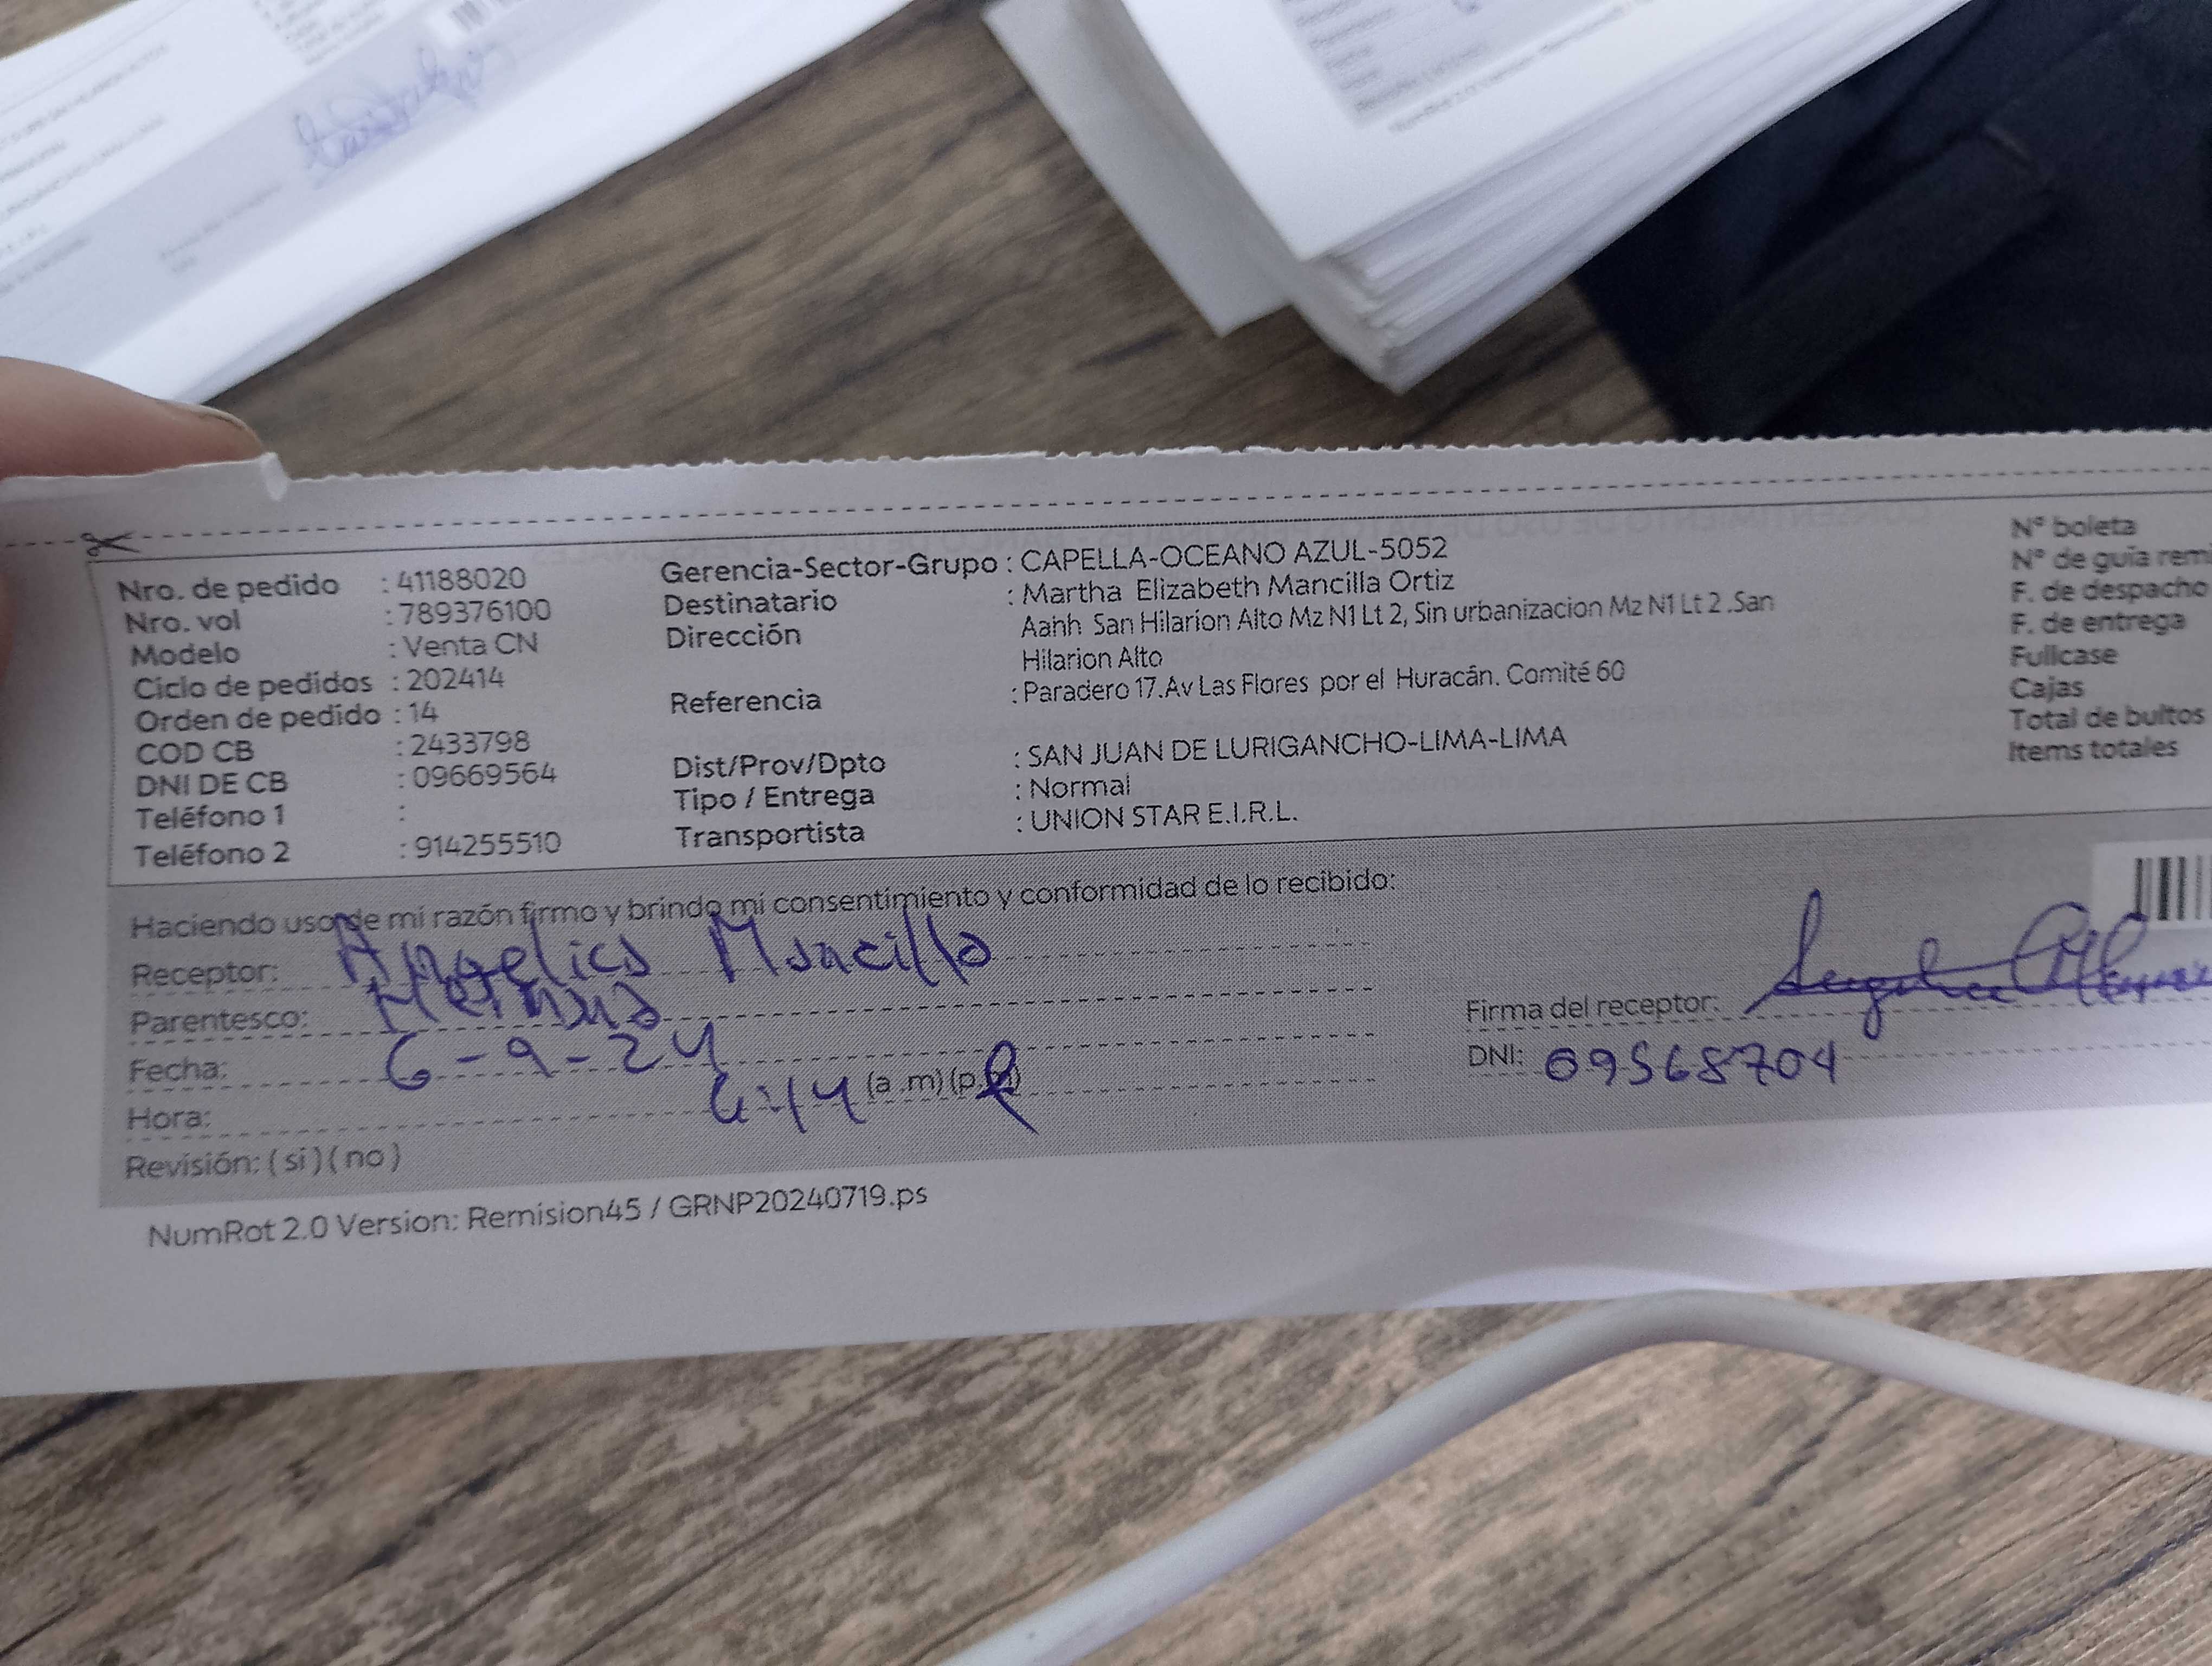 Nro. de pedido : 41188020
Nro. vol : 789376100
Modelo : Venta CN
Ciclo de pedidos : 202414
Orden de pedido : 14
COD CB : 2433798
DNI DE CB : 09669564
Teléfono 1 :
Teléfono 2 : 914255510
Gerencia-Sector-Grupo : CAPELLA-OCEANO AZUL-5052
Destinatario : Martha Elizabeth Mancilla Ortiz
Dirección Aahh San Hilarion Alto Mz N1 Lt 2, Sin urbanizacion Mz N1 Lt 2 .San
Hilarion Alto
Referencia : Paradero 17.Av Las Flores por el Huracán. Comité 60
Dist/Prov/Dpto : SAN JUAN DE LURIGANCHO-LIMA-LIMA
Tipo / Entrega : Normal
Transportista : UNION STAR E.I.R.L.
N° boleta
N° de guía remi
F. de despacho
F. de entrega
Fullcase
Cajas
Total de bultos
Items totales
Haciendo uso de mi razón firmo y brindo mi consentimiento y conformidad de lo recibido:
Receptor: Angelica Mancilla
Parentesco: Hermana
Fecha: 6-9-24
Hora: 4:44 (a .m) (p.m)
Revisión: ( si ) ( no )
Firma del receptor:
DNI: 09568704
NumRot 2.0 Version: Remision45 / GRNP20240719.ps